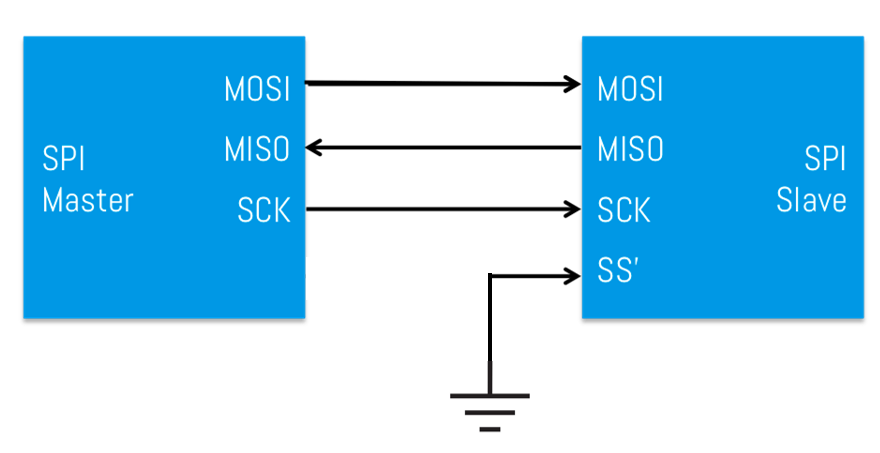 MOSI
MISO
SPI
Master
SCK
MOSI
MISO
SPI
Slave
SCK
SS'